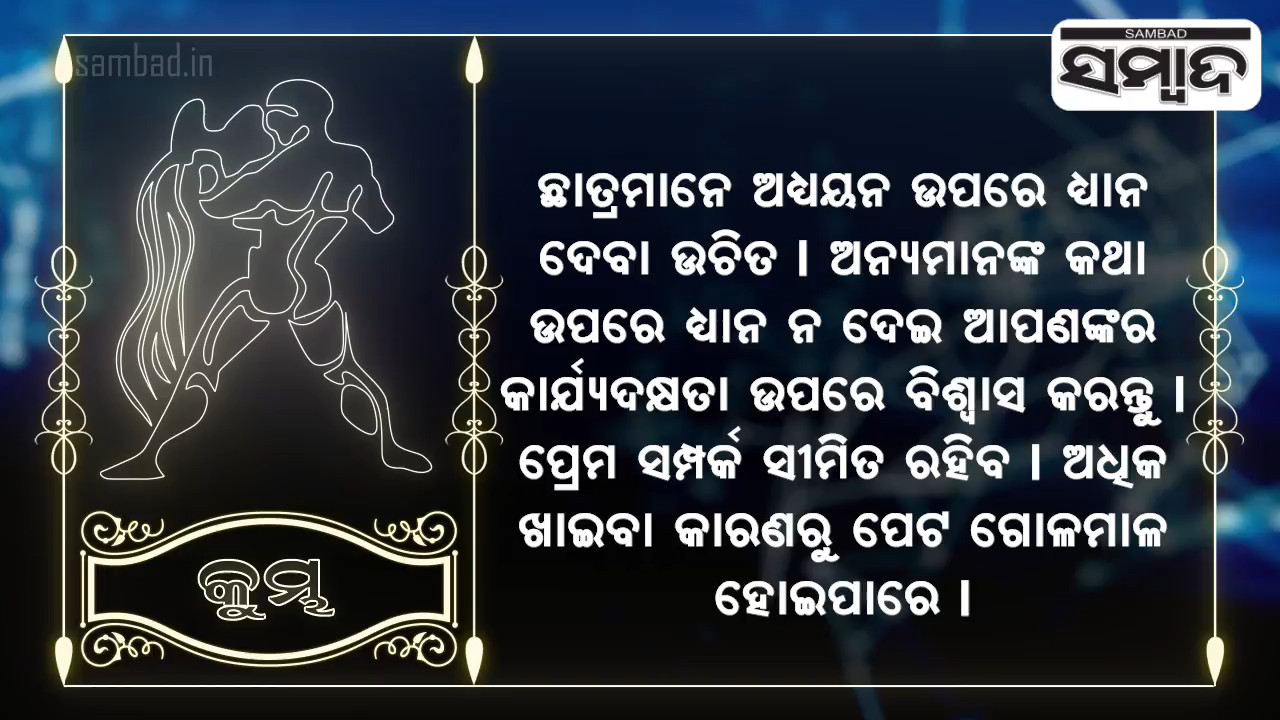 sambad.in
SAMBAD
ସମ୍ବାଦ
ଛାତ୍ରମାନେ ଅଧ୍ୟୟନ ଉପରେ ଧ୍ୟାନ
ଦେବା ଉଚିତ । ଅନ୍ୟମାନଙ୍କ କଥା
ଉପରେ ଧ୍ୟାନ ନ ଦେଇ ଆପଣଙ୍କର
କାର୍ଯ୍ୟଦକ୍ଷତା ଉପରେ ବିଶ୍ୱାସ କରନ୍ତୁ ।
ପ୍ରେମ ସମ୍ପର୍କ ସୀମିତ ରହିବ । ଅଧିକ
ଖାଇବା କାରଣରୁ ପେଟ ଗୋଳମାଳ
ହୋଇପାରେ ।
କୁମ୍ଭ